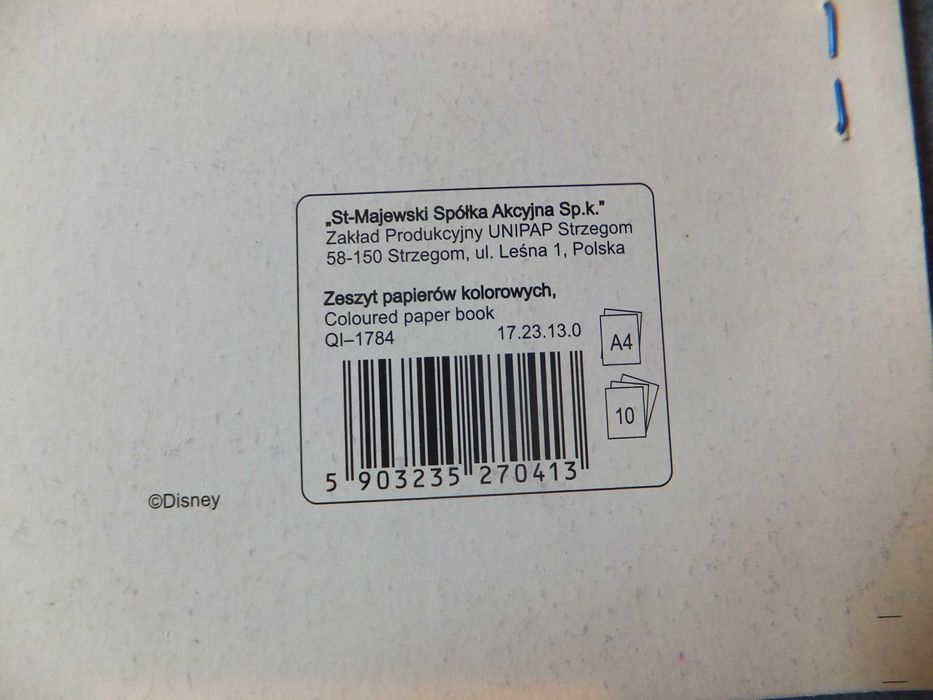 „St-Majewski Spółka Akcyjna Sp.k."
Zakład Produkcyjny UNIPAP Strzegom
58-150 Strzegom, ul. Leśna 1, Polska
Zeszyt papierów kolorowych,
Coloured paper book
QI–1784 17.23.13.0
A4
10
5 903235 270413
©Disney